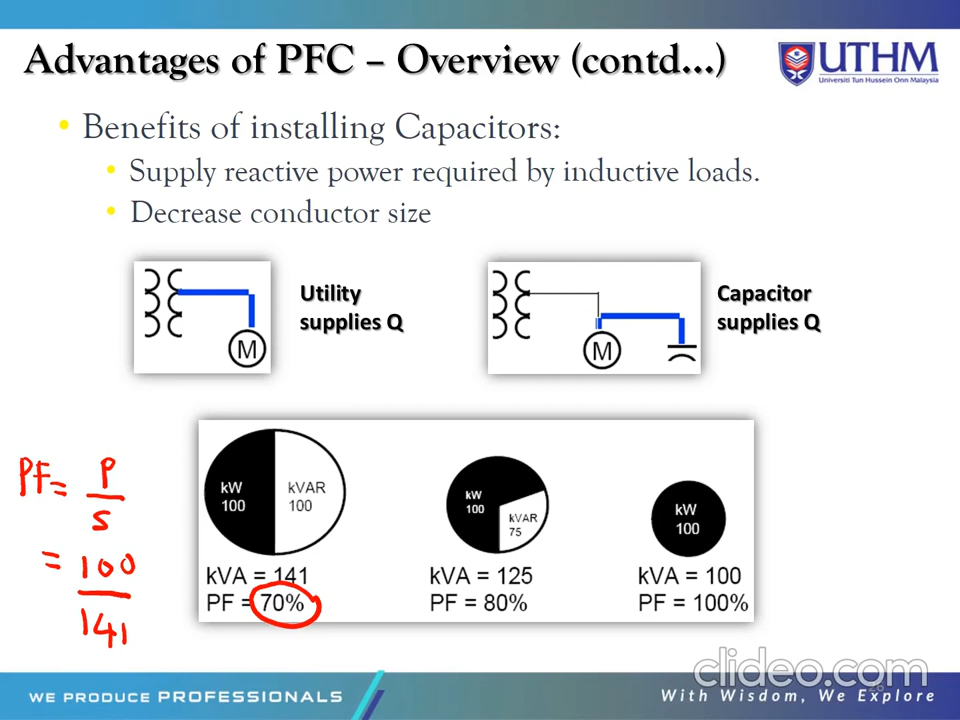 Advantages of PFC – Overview (contd…)
UTHM
Universiti Tun Hussein Onn Malaysia
• Benefits of installing Capacitors:
• Supply reactive power required by inductive loads.
• Decrease conductor size
Utility
supplies Q
Capacitor
supplies Q
M
M
PF = P
S
= 100
141
kW
100
kVAR
100
kVA = 141
PF = 70%
kW
100
kVAR
75
kVA = 125
PF = 80%
kW
100
kVA = 100
PF = 100%
clideo.com
WE PRODUCE PROFESSIONALS
With Wisdom, We Explore